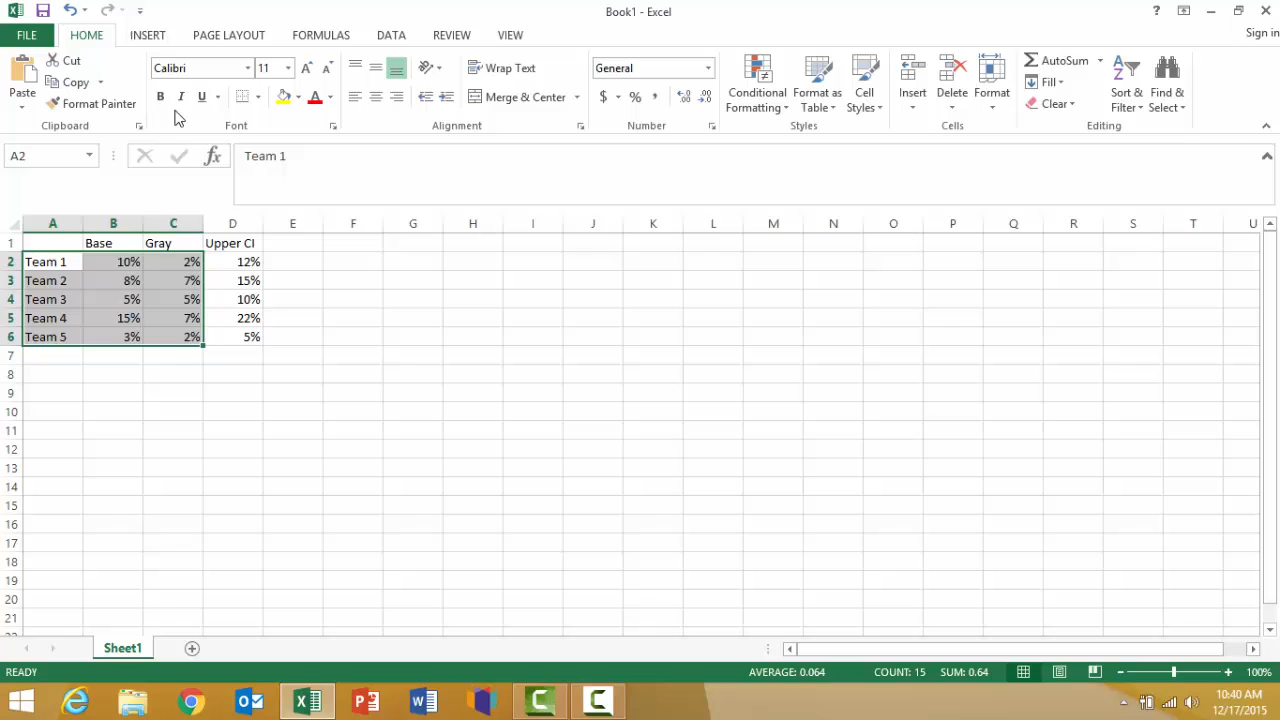 Book1 - Excel
?
Sign in
FILE HOME INSERT PAGE LAYOUT FORMULAS DATA REVIEW VIEW
Paste
Cut
Copy
Format Painter
Clipboard
Calibri 11
B I U
Font
Wrap Text
Merge & Center
Alignment
General
$ % ,
Number
Conditional Formatting
Format as Table
Cell Styles
Styles
Insert Delete Format
Cells
AutoSum
Fill
Clear
Sort & Filter
Find & Select
Editing
A2 fx Team 1
A B C D E F G H I J K L M N O P Q R S T U
1 Base Gray Upper CI
2 Team 1 10% 2% 12%
3 Team 2 8% 7% 15%
4 Team 3 5% 5% 10%
5 Team 4 15% 7% 22%
6 Team 5 3% 2% 5%
7
8
9
10
11
12
13
14
15
16
17
18
19
20
21
Sheet1
READY AVERAGE: 0.064 COUNT: 15 SUM: 0.64 100%
10:40 AM
12/17/2015